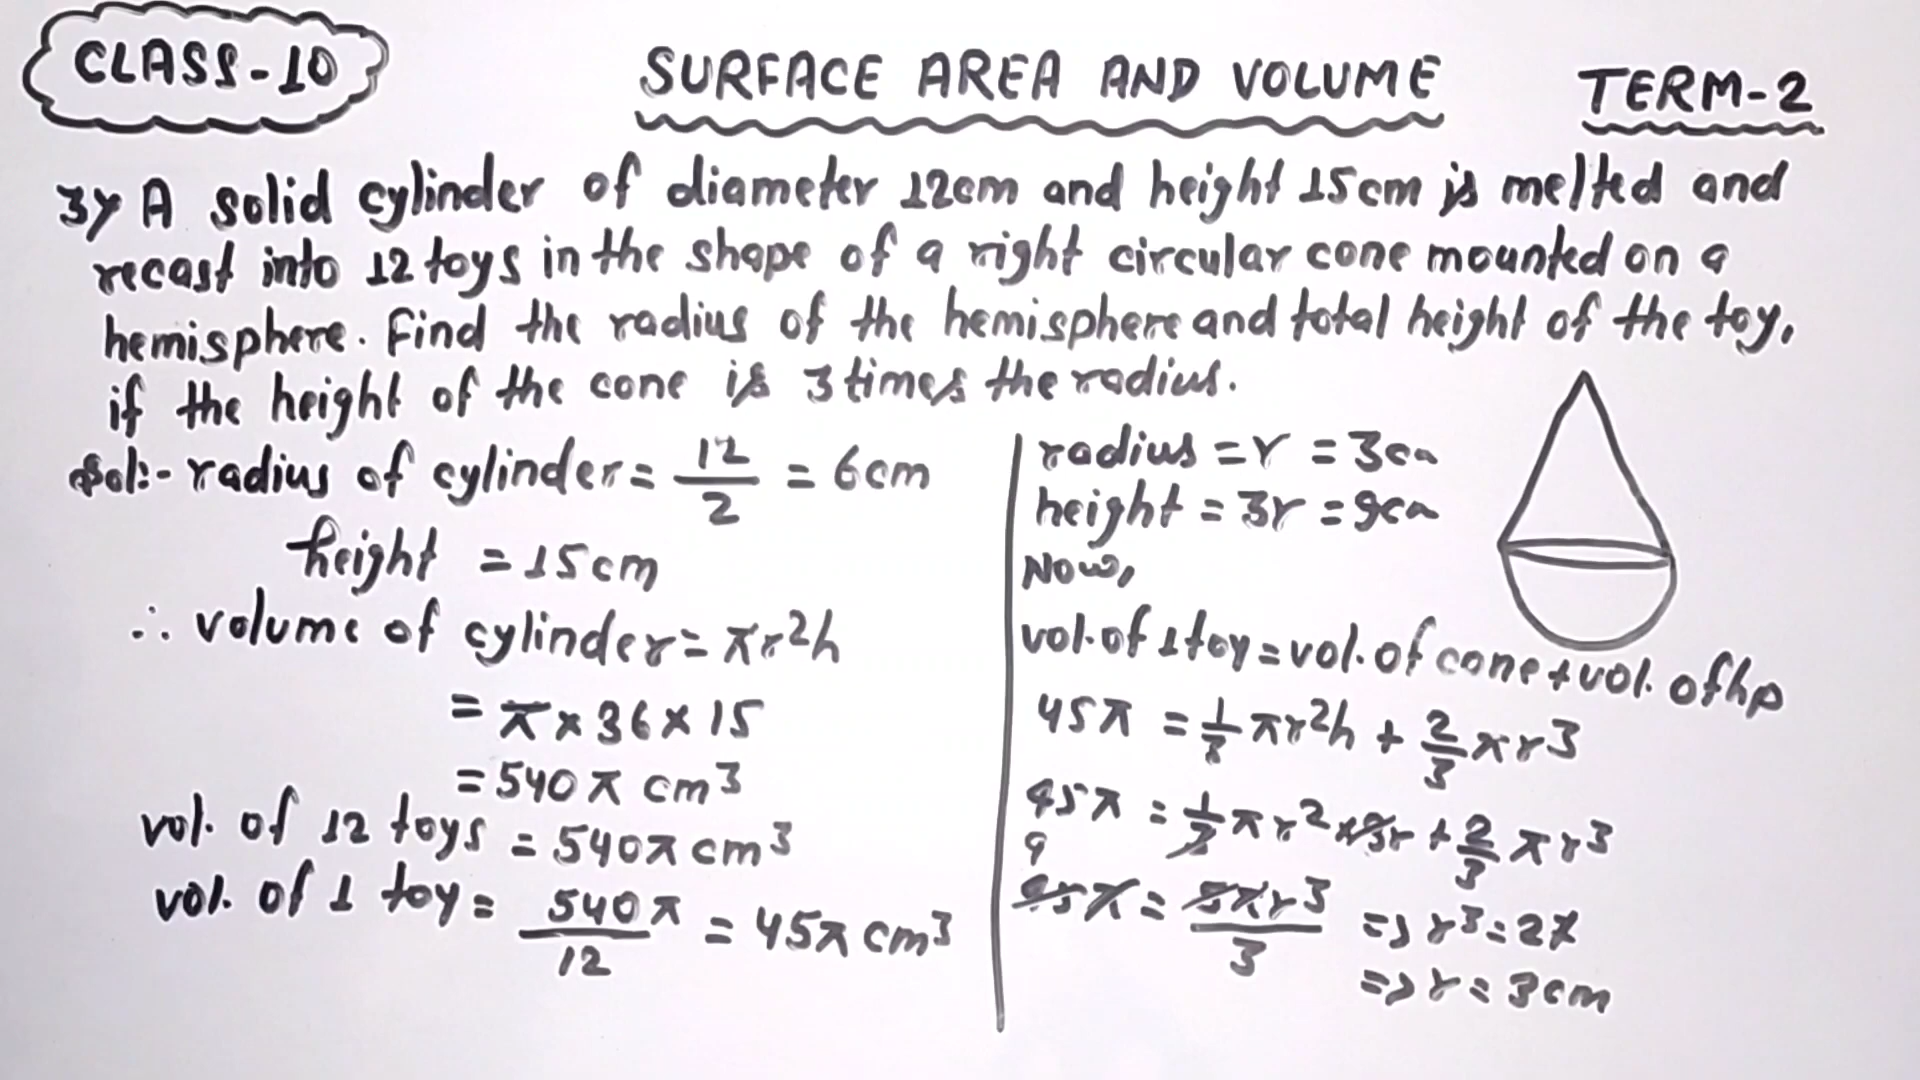 CLASS-10
SURFACE AREA AND VOLUME
TERM-2
3) A solid cylinder of diameter 12cm and height 15cm is melted and
recast into 12 toys in the shape of a right circular cone mounted on a
hemisphere. Find the radius of the hemisphere and total height of the toy,
if the height of the cone is 3 times the radius.
Sol:- radius of cylinder = 12/2 = 6cm
height = 15cm
∴ volume of cylinder = πr²h
= π × 36 × 15
= 540π cm³
vol. of 12 toys = 540π cm³
vol. of 1 toy = 540π/12 = 45π cm³
radius = r = 3cm
height = 3r = 9cm
Now,
vol. of 1 toy = vol. of cone + vol. of hp
45π = 1/3 πr²h + 2/3 πr³
45π = 1/3 πr² × 3r + 2/3 πr³
9
45π = 5πr³/3 => r³ = 27
=> r = 3cm